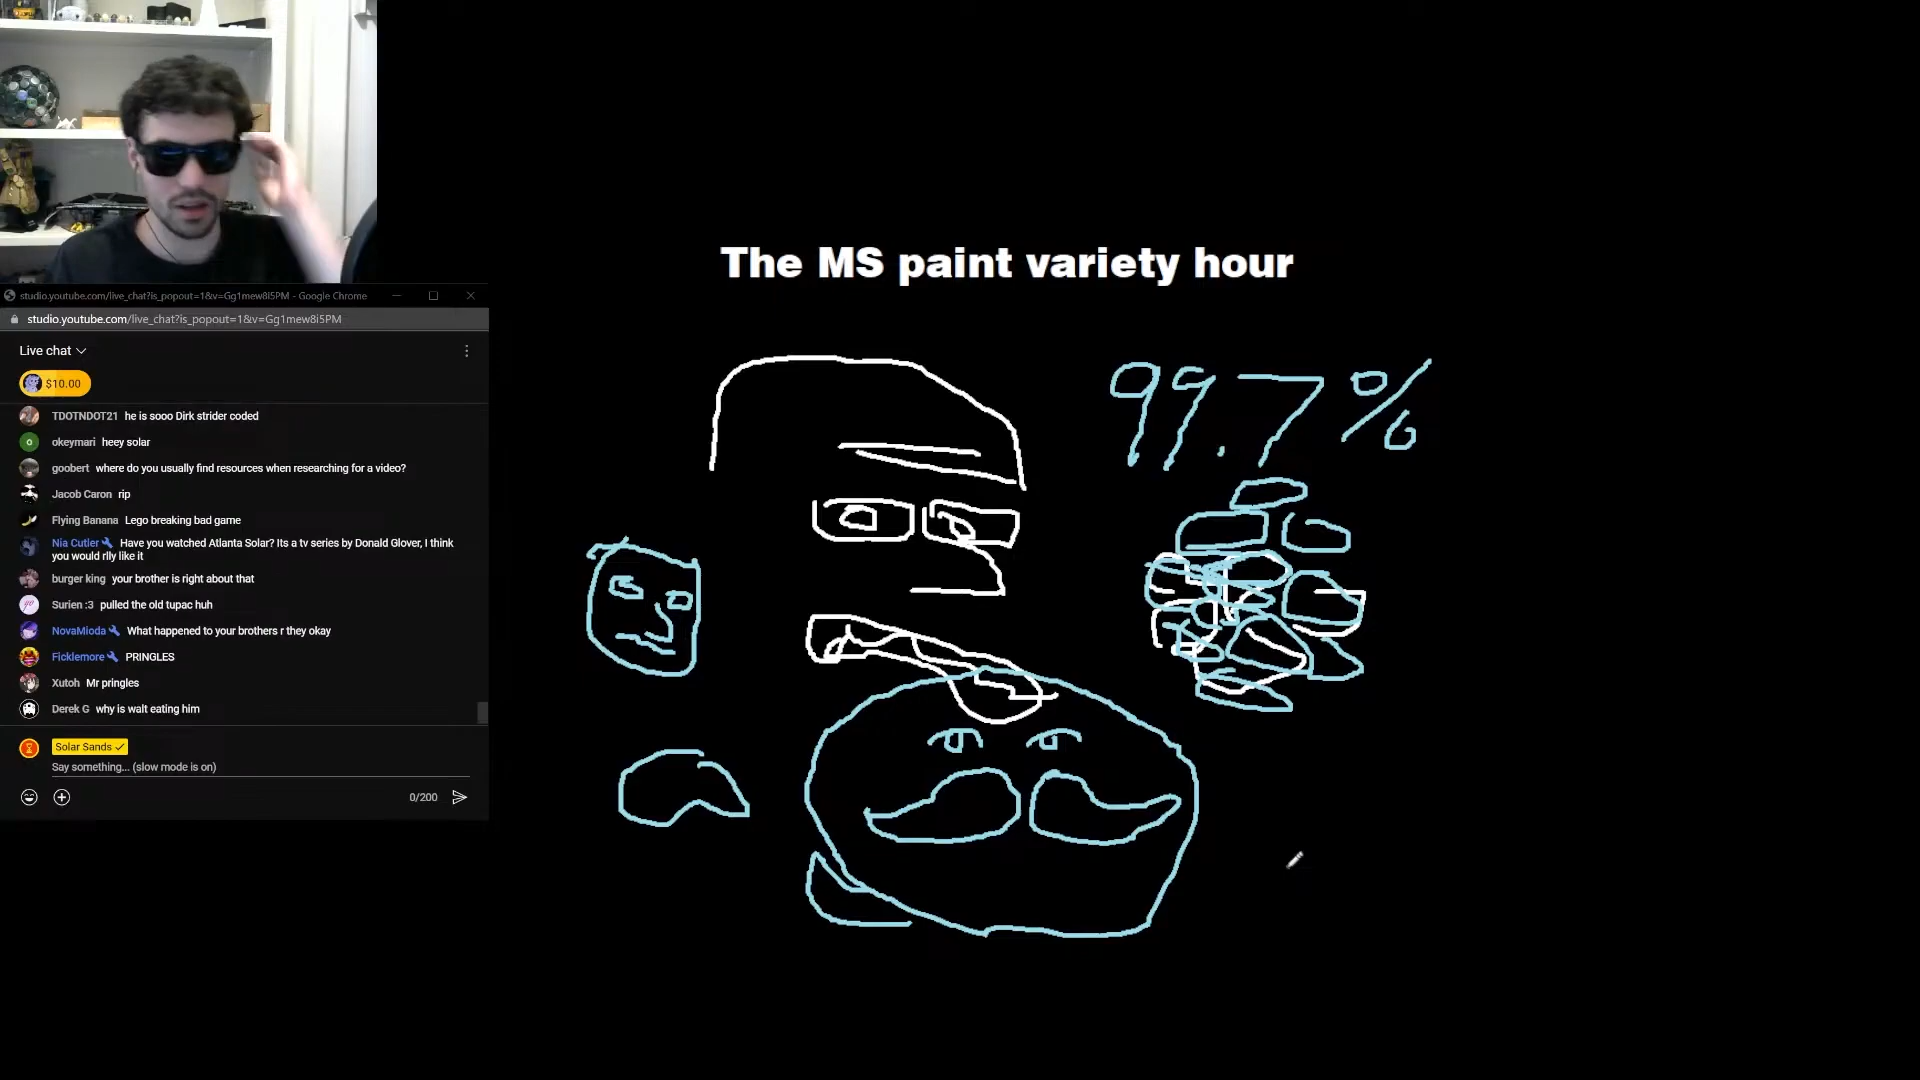 studio.youtube.com/live_chat?is_popout=1&v=Gg1mew8i5PM - Google Chrome
studio.youtube.com/live_chat?is_popout=1&v=Gg1mew8i5PM
Live chat
$10.00
TDOTNDOT21 he is sooo Dirk strider coded
okeymari heey solar
goobert where do you usually find resources when researching for a video?
Jacob Caron rip
Flying Banana Lego breaking bad game
Nia Cutler Have you watched Atlanta Solar? Its a tv series by Donald Glover, I think
you would rlly like it
burger king your brother is right about that
Surien :3 pulled the old tupac huh
NovaMioda What happened to your brothers r they okay
Ficklemore PRINGLES
Xutoh Mr pringles
Derek G why is walt eating him
Solar Sands
Say something... (slow mode is on)
0/200
The MS paint variety hour
99.7%